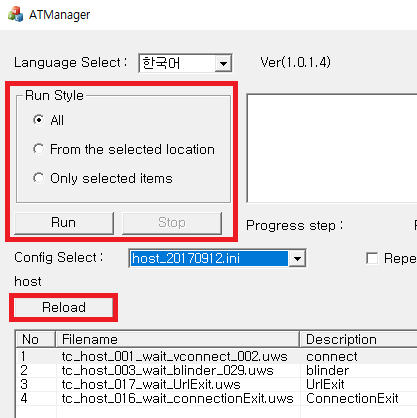 ATManager
Language Select : 한국어 Ver(1.0.1.4)
Run Style
All
From the selected location
Only selected items
Run Stop
Progress step :
Config Select : host_20170912.ini Repe
host
Reload
No Filename Description
1 tc_host_001_wait_vconnect_002.uws connect
2 tc_host_003_wait_blinder_029.uws blinder
3 tc_host_017_wait_UrlExit.uws UrlExit
4 tc_host_016_wait_connectionExit.uws ConnectionExit